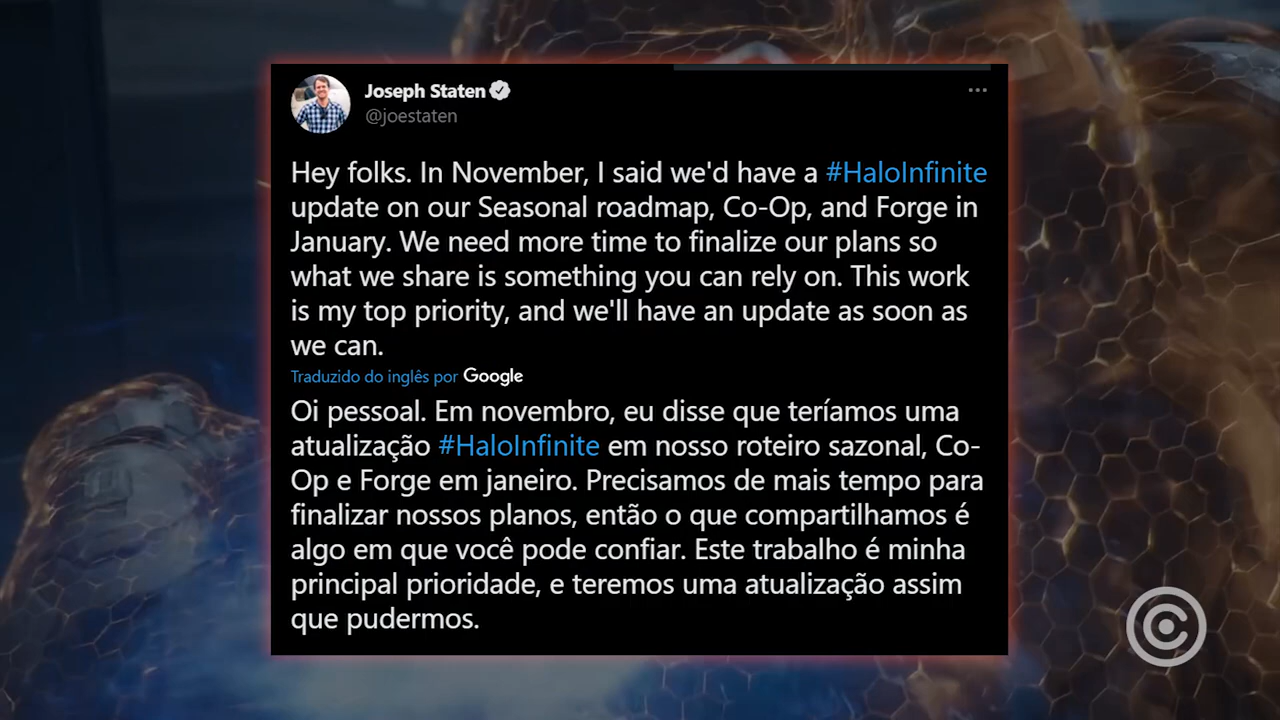 Joseph Staten
@joestaten
Hey folks. In November, I said we'd have a #HaloInfinite
update on our Seasonal roadmap, Co-Op, and Forge in
January. We need more time to finalize our plans so
what we share is something you can rely on. This work
is my top priority, and we'll have an update as soon as
we can.
Traduzido do inglês por Google
Oi pessoal. Em novembro, eu disse que teríamos uma
atualização #HaloInfinite em nosso roteiro sazonal, Co-
Op e Forge em janeiro. Precisamos de mais tempo para
finalizar nossos planos, então o que compartilhamos é
algo em que você pode confiar. Este trabalho é minha
principal prioridade, e teremos uma atualização assim
que pudermos.